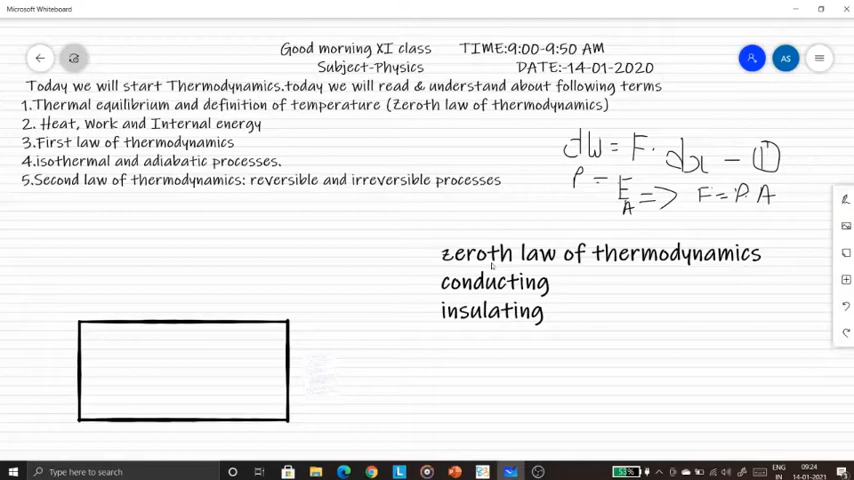 Microsoft Whiteboard
Good morning XI class TIME:9:00-9:50 AM
Subject-Physics DATE:-14-01-2020
Today we will start Thermodynamics.today we will read & understand about following terms
1.Thermal equilibrium and definition of temperature (Zeroth law of thermodynamics)
2. Heat, Work and Internal energy
3.First law of thermodynamics
4.isothermal and adiabatic processes.
5.Second law of thermodynamics: reversible and irreversible processes
dW = F. dx - ①
P = F/A => F = P.A
zeroth law of thermodynamics
conducting
insulating
AS
Type here to search
53%
ENG
IN
09:24
14-01-2021